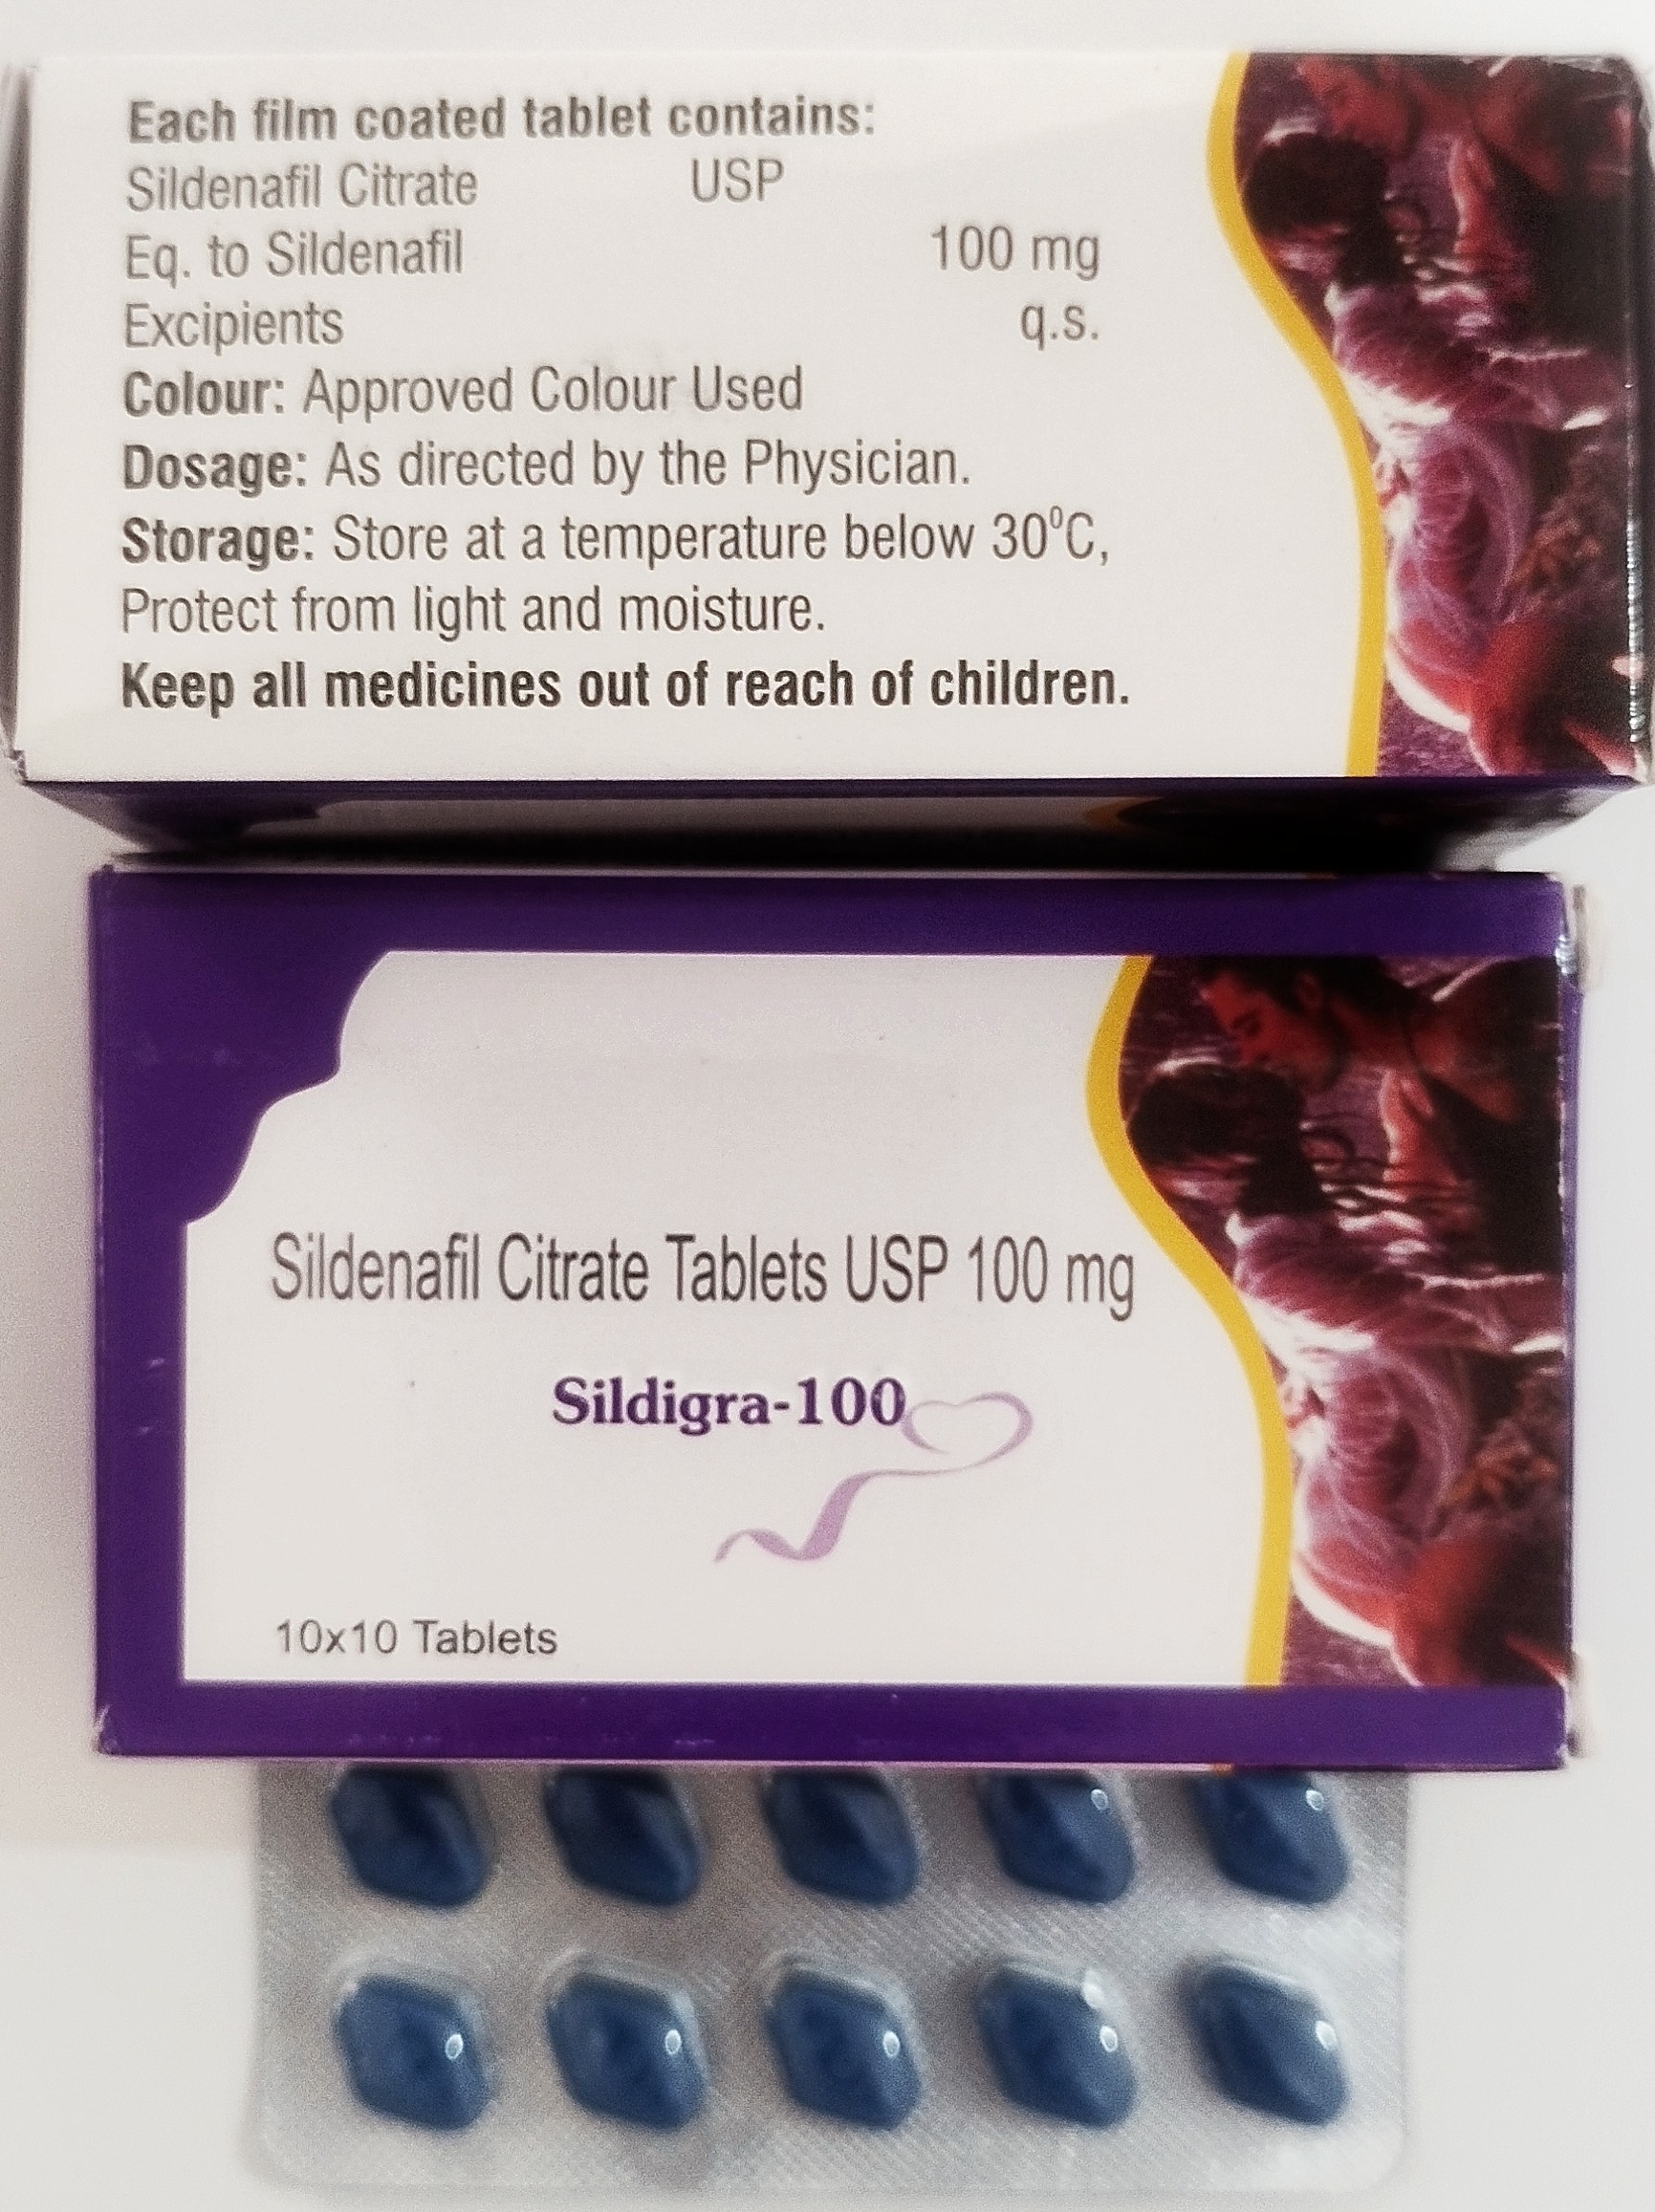 Each film coated tablet contains:
Sildenafil Citrate USP
Eq. to Sildenafil 100 mg
Excipients q.s.
Colour: Approved Colour Used
Dosage: As directed by the Physician.
Storage: Store at a temperature below 30⁰C,
Protect from light and moisture.
Keep all medicines out of reach of children.
Sildenafil Citrate Tablets USP 100 mg
Sildigra-100
10x10 Tablets